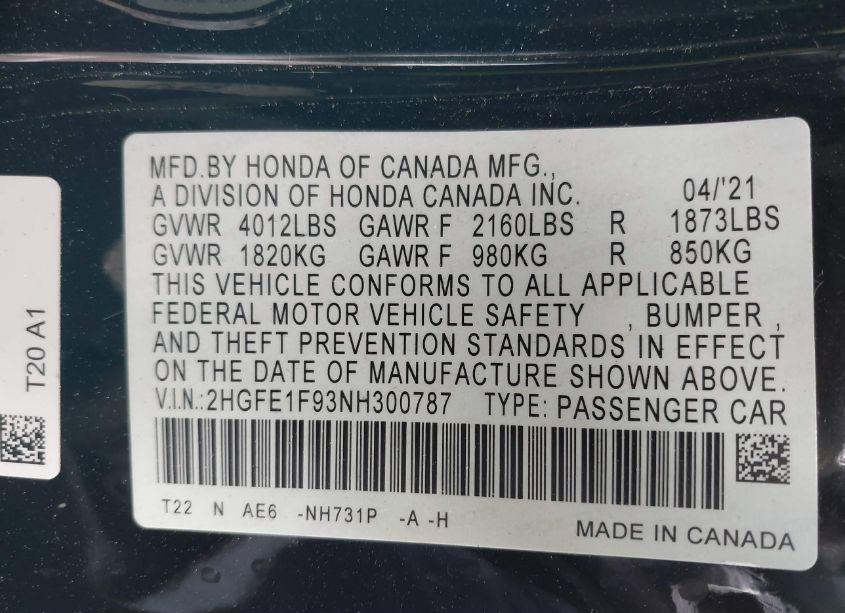 MFD.BY HONDA OF CANADA MFG.,
A DIVISION OF HONDA CANADA INC. 04/'21
GVWR 4012LBS GAWR F 2160LBS R 1873LBS
GVWR 1820KG GAWR F 980KG R 850KG
THIS VEHICLE CONFORMS TO ALL APPLICABLE
FEDERAL MOTOR VEHICLE SAFETY , BUMPER ,
AND THEFT PREVENTION STANDARDS IN EFFECT
ON THE DATE OF MANUFACTURE SHOWN ABOVE.
V.I.N.:2HGFE1F93NH300787 TYPE: PASSENGER CAR
T22 N AE6 -NH731P -A -H
MADE IN CANADA
T20 A1